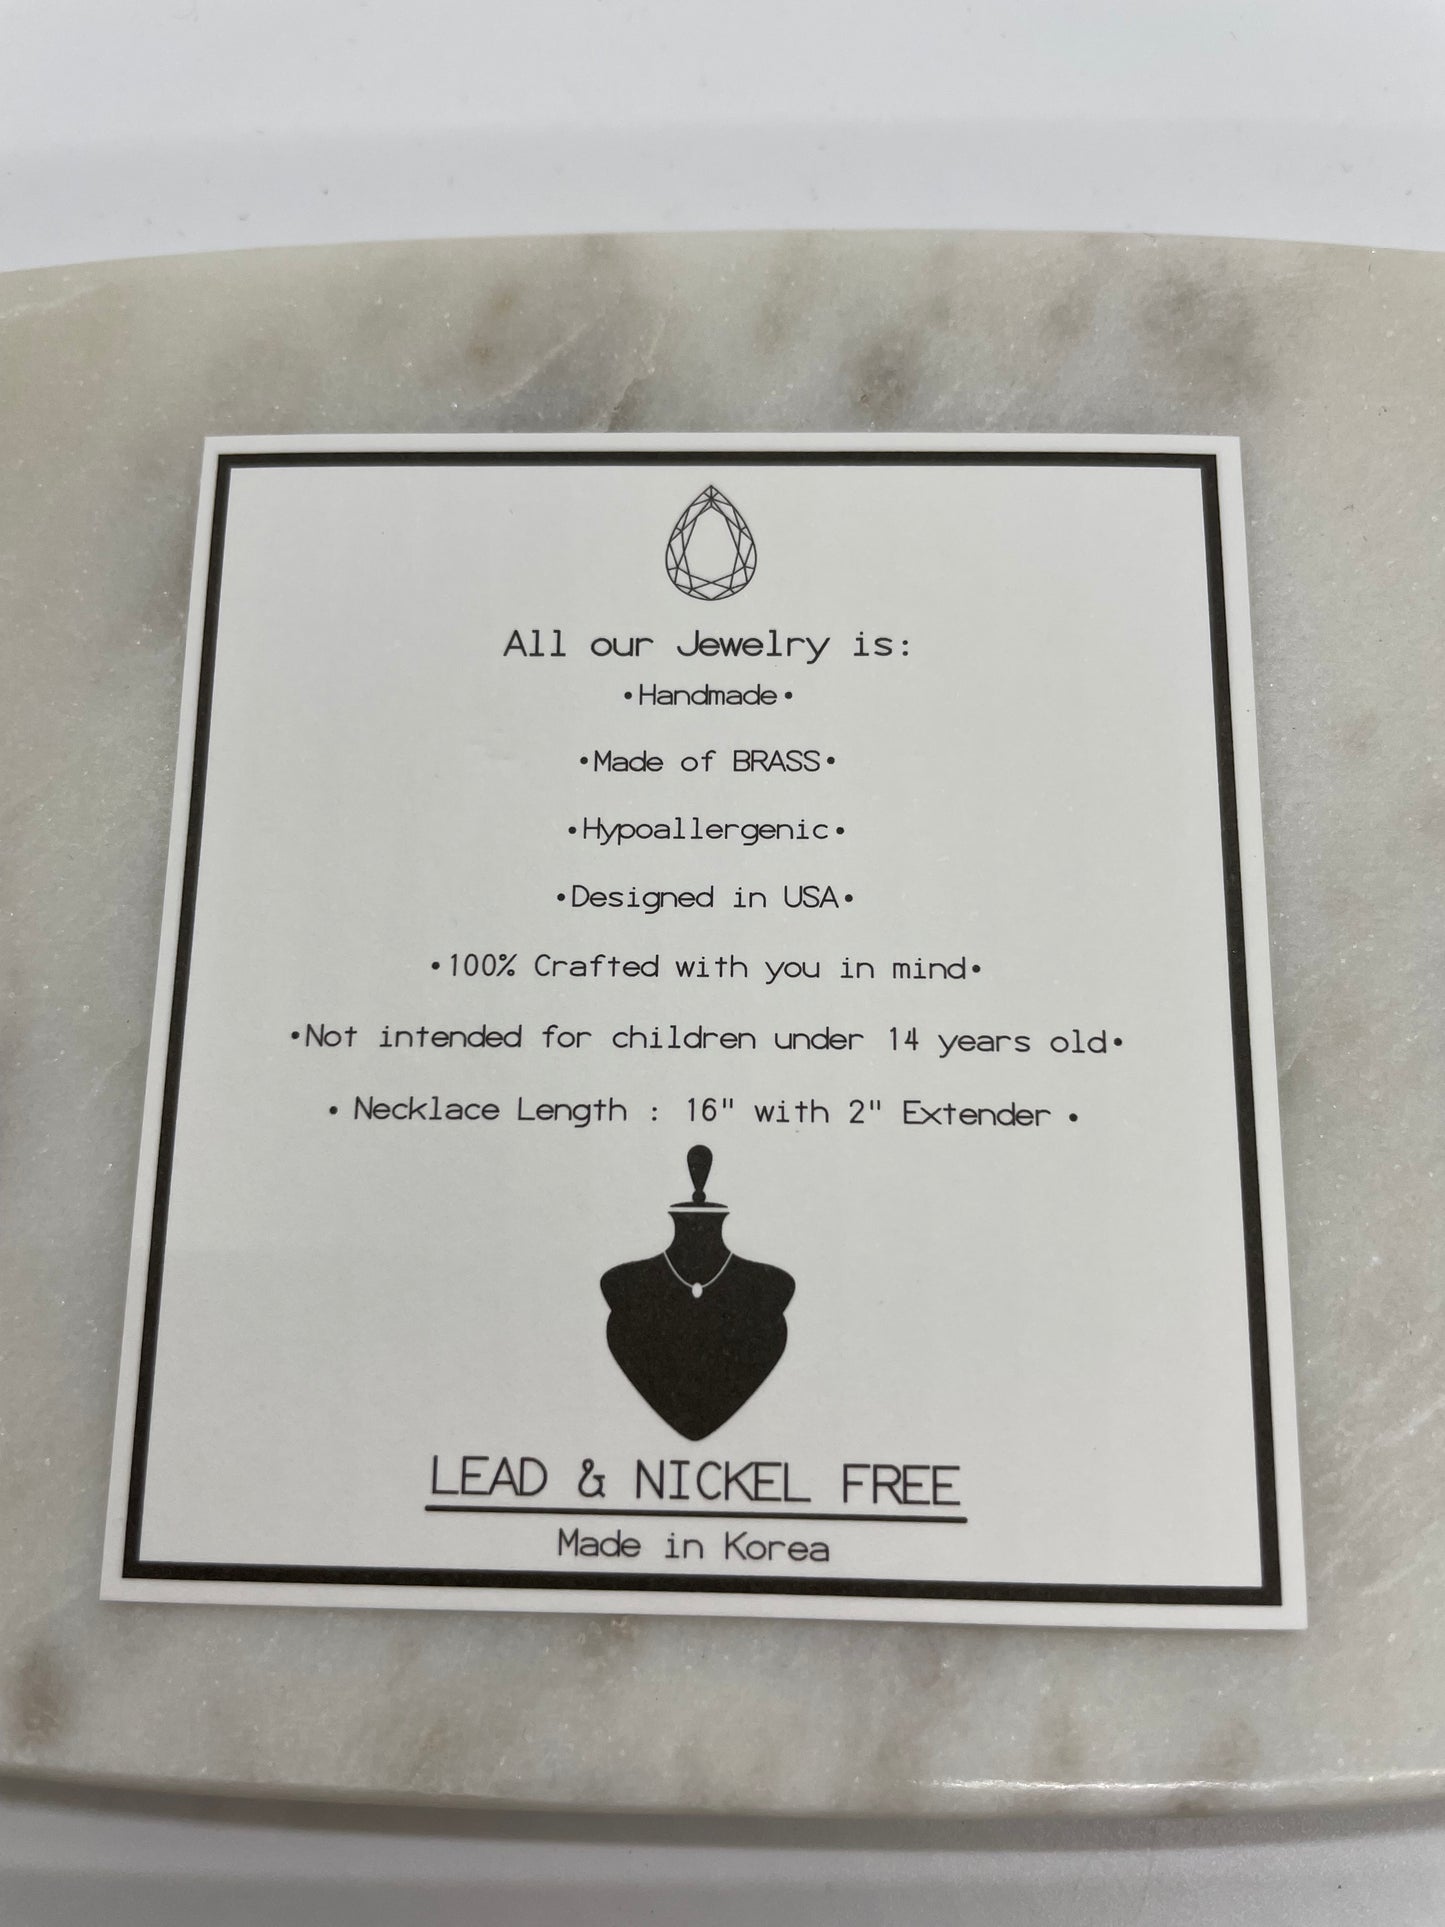 All our Jewelry is:
•Handmade•
•Made of BRASS•
•Hypoallergenic•
•Designed in USA•
•100% Crafted with you in mind•
•Not intended for children under 14 years old•
• Necklace Length : 16" with 2" Extender •
LEAD & NICKEL FREE
Made in Korea